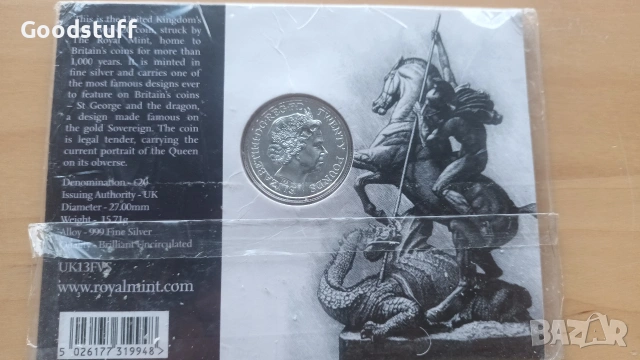 Goodstuff
This is the United Kingdom's
coin, struck by
The Royal Mint, home to
Britain's coins for more than
1,000 years. It is minted in
fine silver and carries one of
the most famous designs ever
to feature on Britain's coins
– St George and the dragon,
a design made famous on
the gold Sovereign. The coin
is legal tender, carrying the
current portrait of the Queen
on its obverse.
Denomination - £20
Issuing Authority - UK
Diameter - 27.00mm
Weight - 15.71g
Alloy - .999 Fine Silver
Quality - Brilliant Uncirculated
UK13FVS
www.royalmint.com
5 026177 319948 >
TWENTY POUNDS
bazar.bg